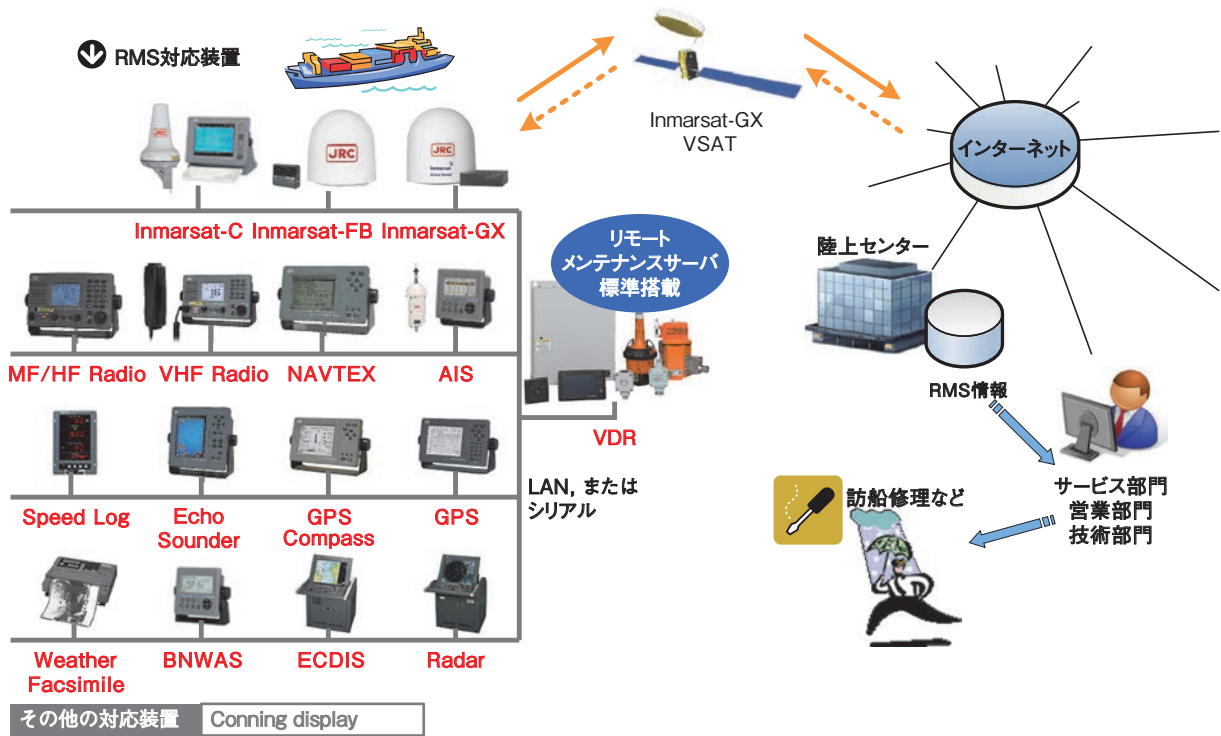 RMS対応装置
Inmarsat-GX
VSAT
インターネット
JRC
JRC
JRC
Inmarsat
Inmarsat-C
Inmarsat-FB
Inmarsat-GX
リモート
メンテナンスサーバ
標準搭載
陸上センター
RMS情報
MF/HF Radio
VHF Radio
NAVTEX
AIS
VDR
LAN, または
シリアル
Speed Log
Echo
Sounder
GPS
Compass
GPS
サービス部門
営業部門
技術部門
訪船修理など
Weather
Facsimile
BNWAS
ECDIS
Radar
その他の対応装置
Conning display